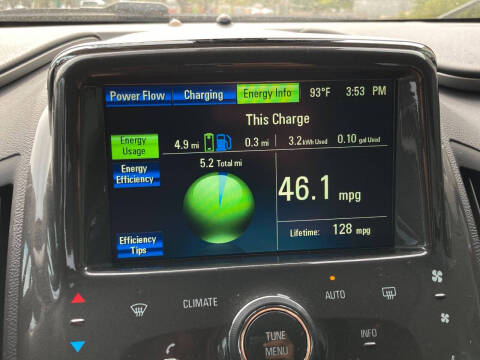 Power Flow Charging Energy Info 93°F 3:53 PM
This Charge
Energy Usage
4.9 mi 0.3 mi 3.2 kWh Used 0.10 gal Used
5.2 Total mi
Energy Efficiency
46.1 mpg
Efficiency Tips
Lifetime: 128 mpg
CLIMATE
AUTO
TUNE
MENU
INFO